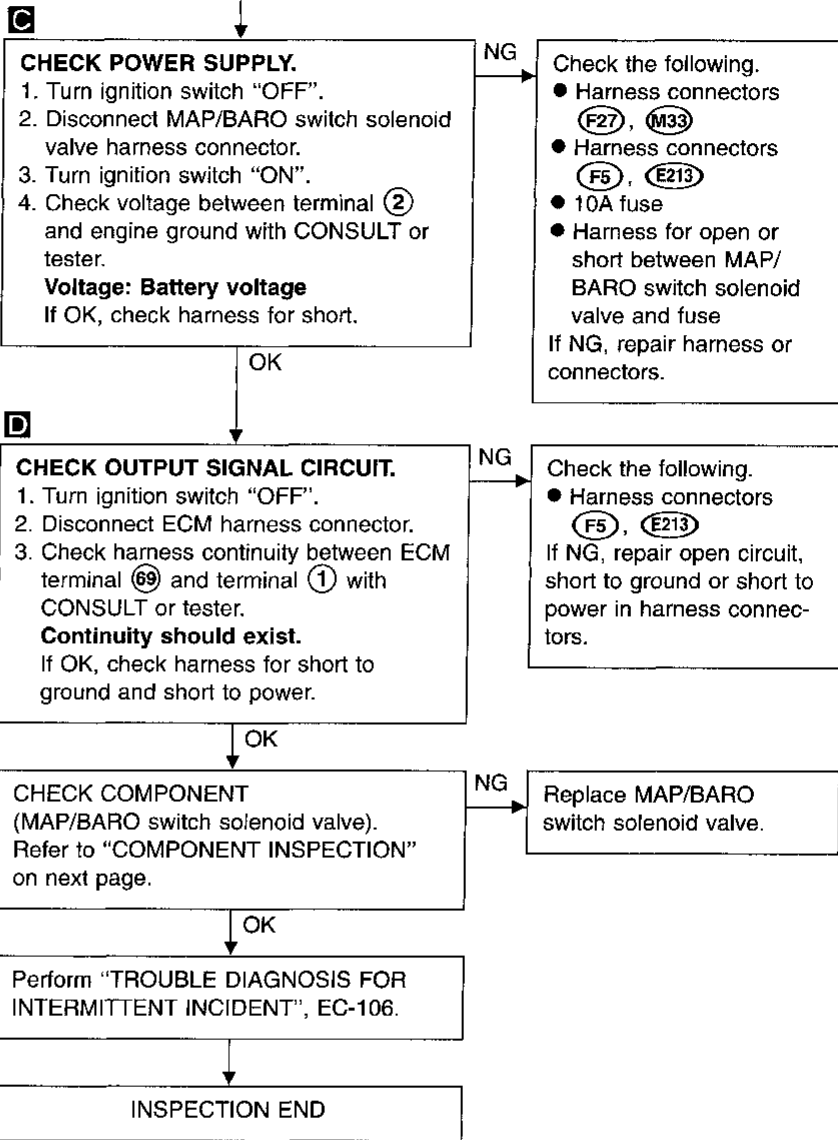 C
CHECK POWER SUPPLY.
1. Turn ignition switch “OFF”.
2. Disconnect MAP/BARO switch solenoid
valve harness connector.
3. Turn ignition switch “ON”.
4. Check voltage between terminal ②
and engine ground with CONSULT or
tester.
Voltage: Battery voltage
If OK, check harness for short.
NG
Check the following.
● Harness connectors
F27, M33
● Harness connectors
F5, E213
● 10A fuse
● Harness for open or
short between MAP/
BARO switch solenoid
valve and fuse
If NG, repair harness or
connectors.
OK
D
CHECK OUTPUT SIGNAL CIRCUIT.
1. Turn ignition switch “OFF”.
2. Disconnect ECM harness connector.
3. Check harness continuity between ECM
terminal 69 and terminal ① with
CONSULT or tester.
Continuity should exist.
If OK, check harness for short to
ground and short to power.
NG
Check the following.
● Harness connectors
F5, E213
If NG, repair open circuit,
short to ground or short to
power in harness connec-
tors.
OK
CHECK COMPONENT
(MAP/BARO switch solenoid valve).
Refer to “COMPONENT INSPECTION”
on next page.
NG
Replace MAP/BARO
switch solenoid valve.
OK
Perform “TROUBLE DIAGNOSIS FOR
INTERMITTENT INCIDENT”, EC-106.
INSPECTION END